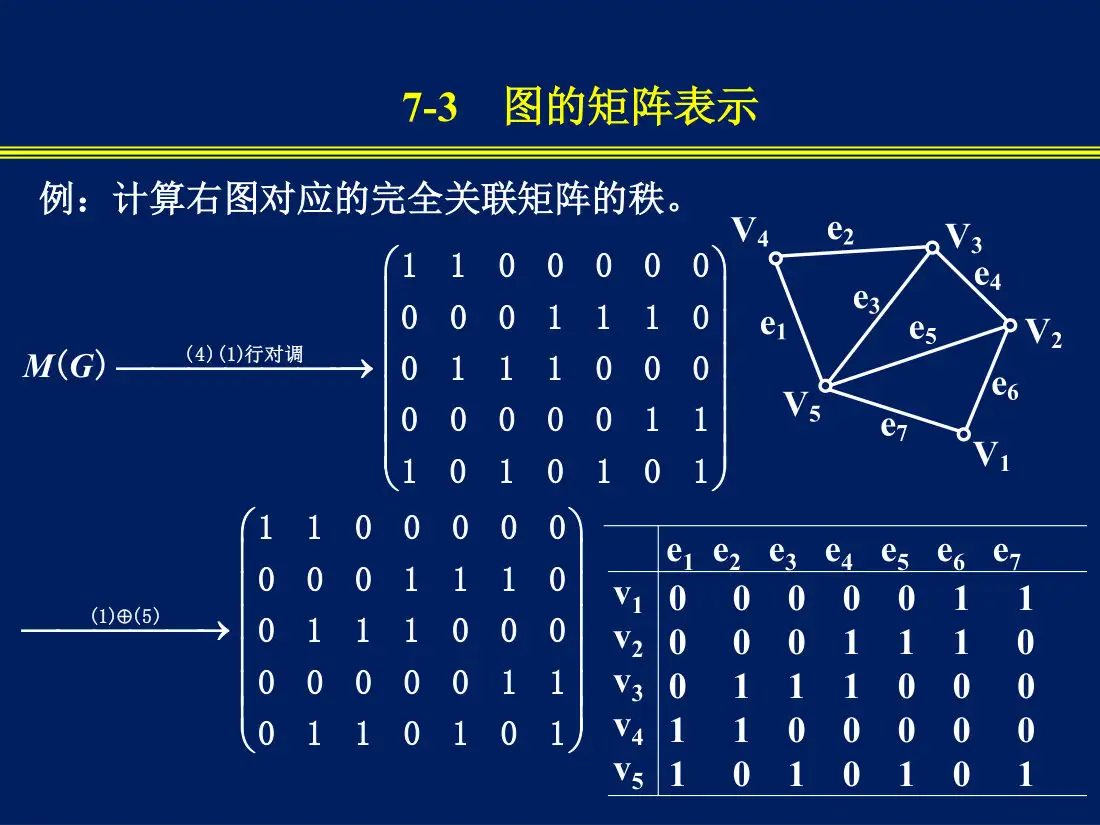 7-3 图的矩阵表示
例：计算右图对应的完全关联矩阵的秩。
V4 e2 V3
e4
e3
e1 e5 V2
e6
V5 e7
V1
M(G) (4)(1)行对调
1 1 0 0 0 0 0
0 0 0 1 1 1 0
0 1 1 1 0 0 0
0 0 0 0 0 1 1
1 0 1 0 1 0 1
(1)⊕(5)
1 1 0 0 0 0 0
0 0 0 1 1 1 0
0 1 1 1 0 0 0
0 0 0 0 0 1 1
0 1 1 0 1 0 1
e1 e2 e3 e4 e5 e6 e7
v1 0 0 0 0 0 1 1
v2 0 0 0 1 1 1 0
v3 0 1 1 1 0 0 0
v4 1 1 0 0 0 0 0
v5 1 0 1 0 1 0 1